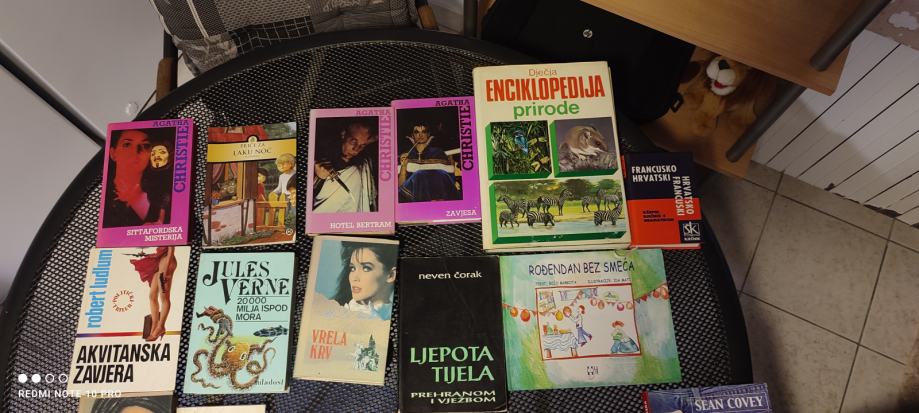 AGATHA
CHRISTIE
SITTAFORDSKA
MISTERIJA
PRIČE ZA
LAKU NOĆ
AGATHA
CHRISTIE
HOTEL BERTRAM
AGATHA
CHRISTIE
ZAVJESA
Dječja
ENCIKLOPEDIJA
prirode
FRANCUSKO
HRVATSKI
HRVATSKO
FRANCUSKI
robert ludlum
AKVITANSKA
ZAVJERA
JULES
VERNE
20000
MILJA ISPOD
MORA
mladost
VRELA
KRV
neven čorak
LJEPOTA
TIJELA
PREHRANOM
I VJEŽBOM
ROĐENDAN BEZ SMEĆA
SEAN COVEY
REDMI NOTE 10 PRO